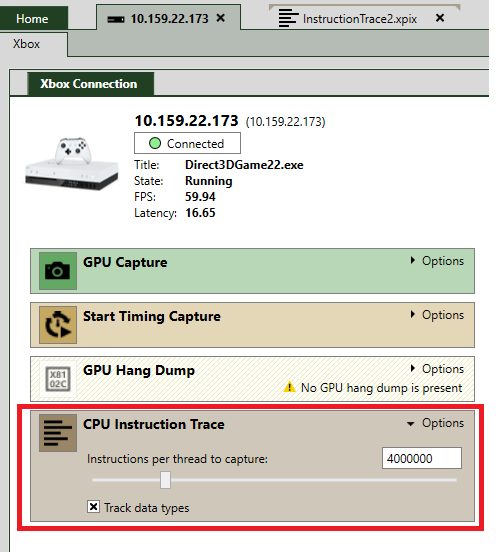 Home
10.159.22.173 ×
InstructionTrace2.xpix ×
Xbox
Xbox Connection
10.159.22.173 (10.159.22.173)
Connected
Title: Direct3DGame22.exe
State: Running
FPS: 59.94
Latency: 16.65
GPU Capture Options
Start Timing Capture Options
X81
02C
GPU Hang Dump Options
No GPU hang dump is present
CPU Instruction Trace Options
Instructions per thread to capture: 4000000
Track data types